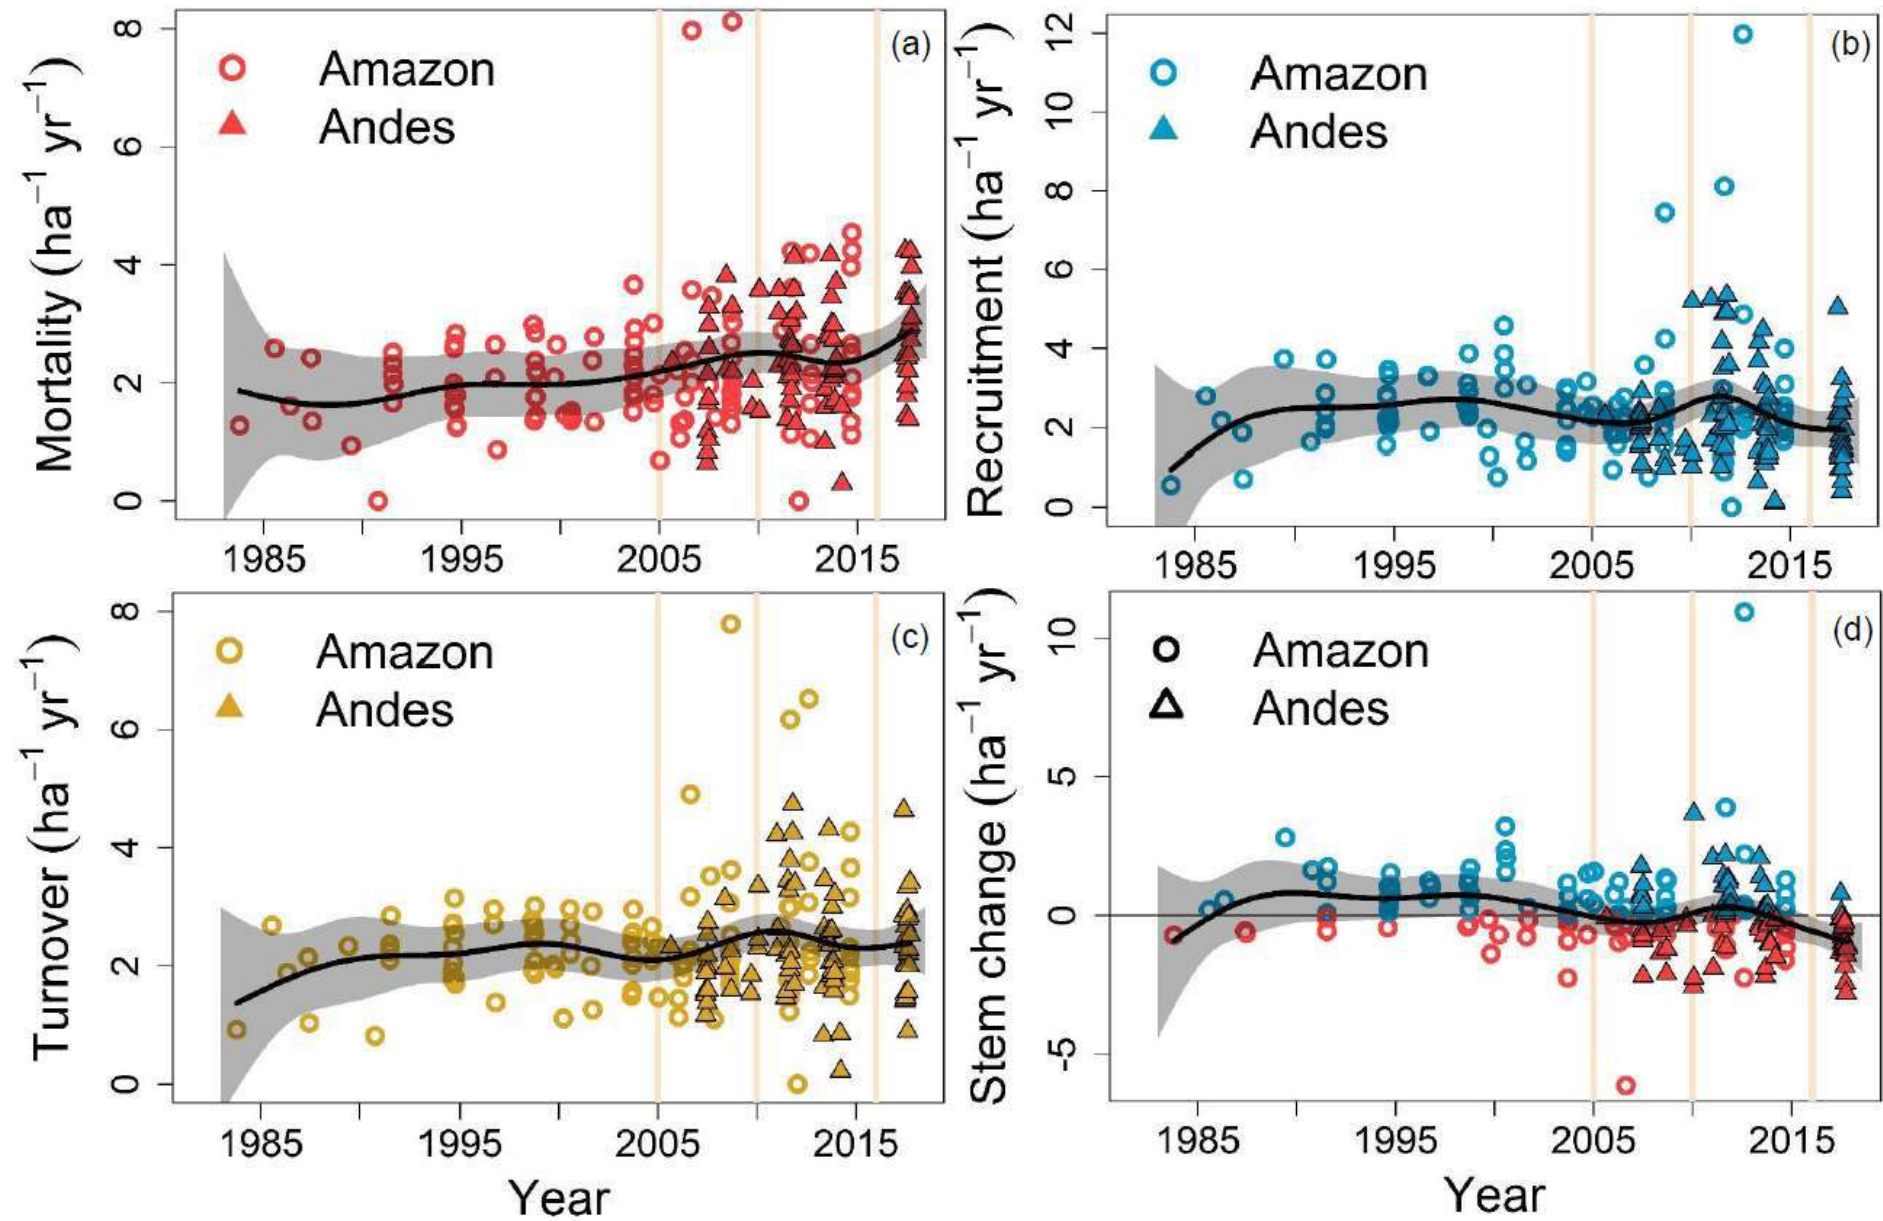 Mortality (ha⁻¹ yr⁻¹)
8
6
4
2
0
Amazon
Andes
(a)
1985
1995
2005
2015
Recruitment (ha⁻¹ yr⁻¹)
12
10
8
6
4
2
0
Amazon
Andes
(b)
1985
1995
2005
2015
Turnover (ha⁻¹ yr⁻¹)
8
6
4
2
0
Amazon
Andes
(c)
1985
1995
2005
2015
Year
Stem change (ha⁻¹ yr⁻¹)
10
5
0
-5
Amazon
Andes
(d)
1985
1995
2005
2015
Year